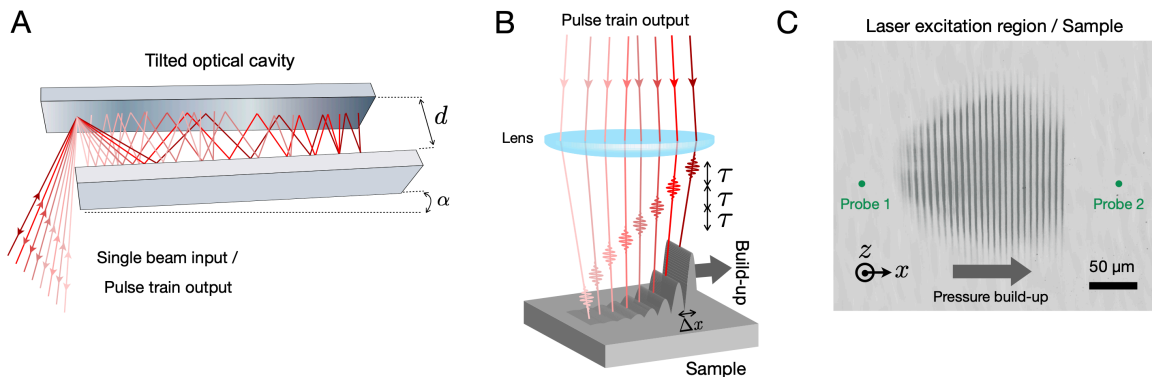 A
Tilted optical cavity
d
α
Single beam input /
Pulse train output
B
Pulse train output
Lens
τ
τ
τ
Build-up
Δx
Sample
C
Laser excitation region / Sample
Probe 1
Probe 2
z
x
Pressure build-up
50 µm